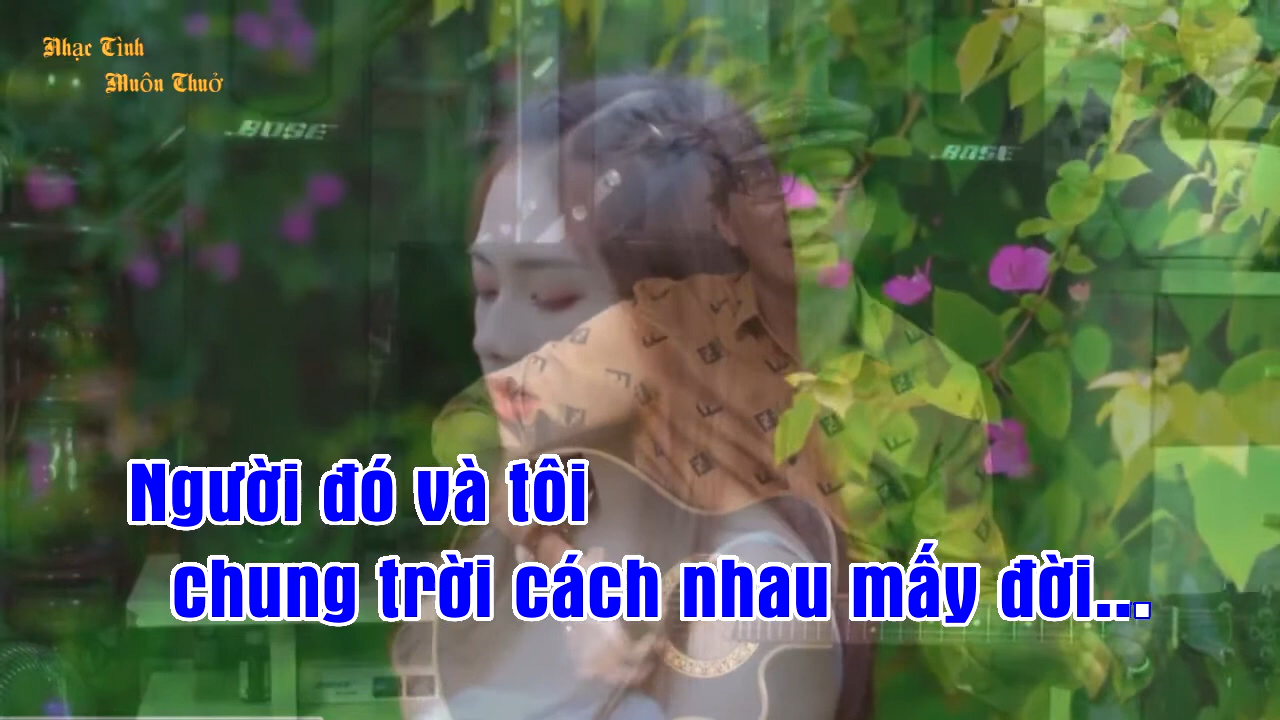 Nhạc Tình
Muôn Thuở
BOSE
BOSE
Người đó và tôi
chung trời cách nhau mấy đời...